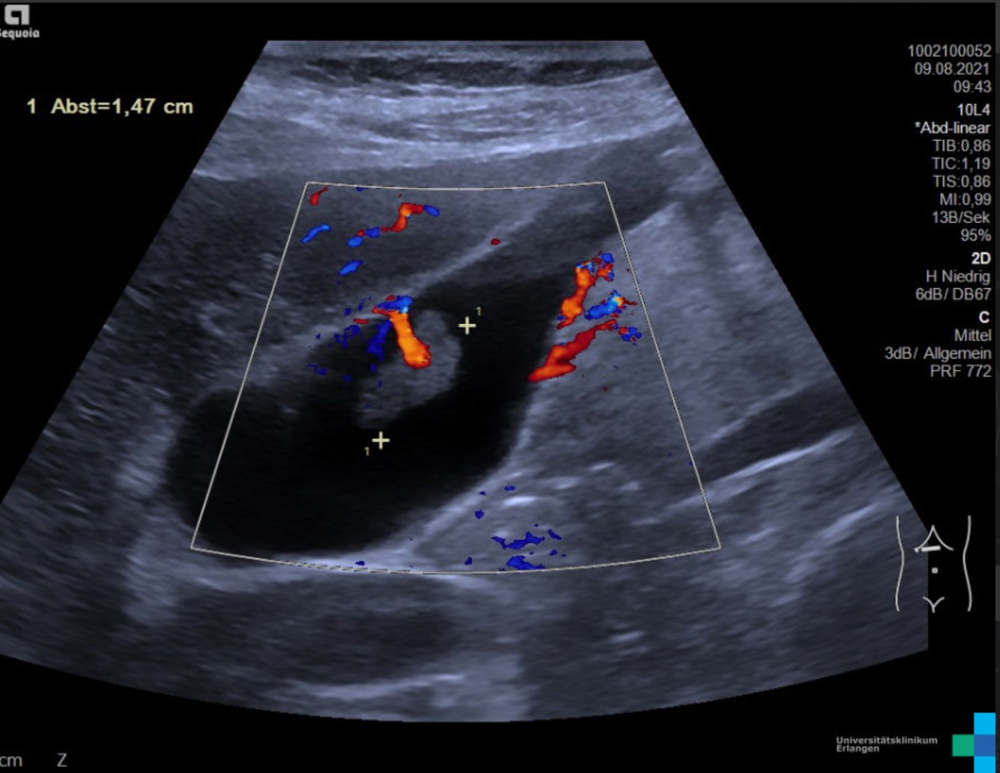 Sequoia
1 Abst=1,47 cm
1002100052
09.08.2021
09:43
10L4
*Abd-linear
TIB:0,86
TIC:1,19
TIS:0,86
MI:0,99
13B/Sek
95%
2D
H Niedrig
6dB/ DB67
C
Mittel
3dB/ Allgemein
PRF 772
1
1
Universitätsklinikum
Erlangen
cm Z